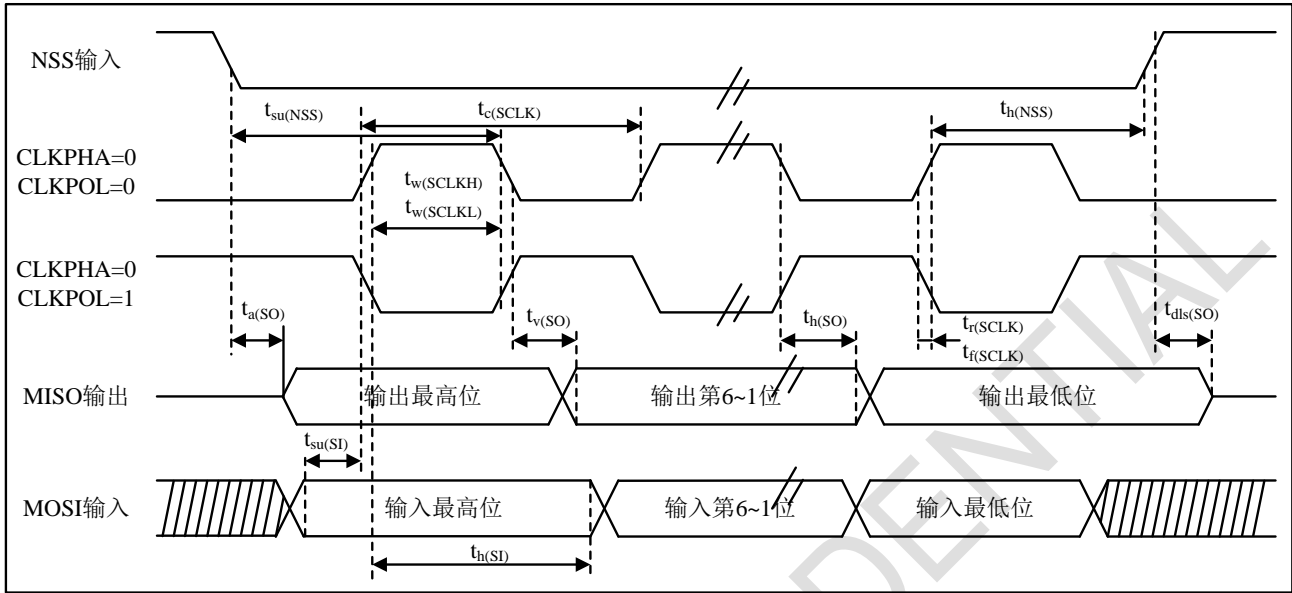 NSS输入
tsu(NSS)
tc(SCLK)
th(NSS)
CLKPHA=0
CLKPOL=0
tw(SCLKH)
tw(SCLKL)
CLKPHA=0
CLKPOL=1
ta(SO)
tv(SO)
th(SO)
tr(SCLK)
tf(SCLK)
tdls(SO)
MISO输出
输出最高位
输出第6~1位
输出最低位
tsu(SI)
MOSI输入
输入最高位
输入第6~1位
输入最低位
th(SI)
DENTIAL